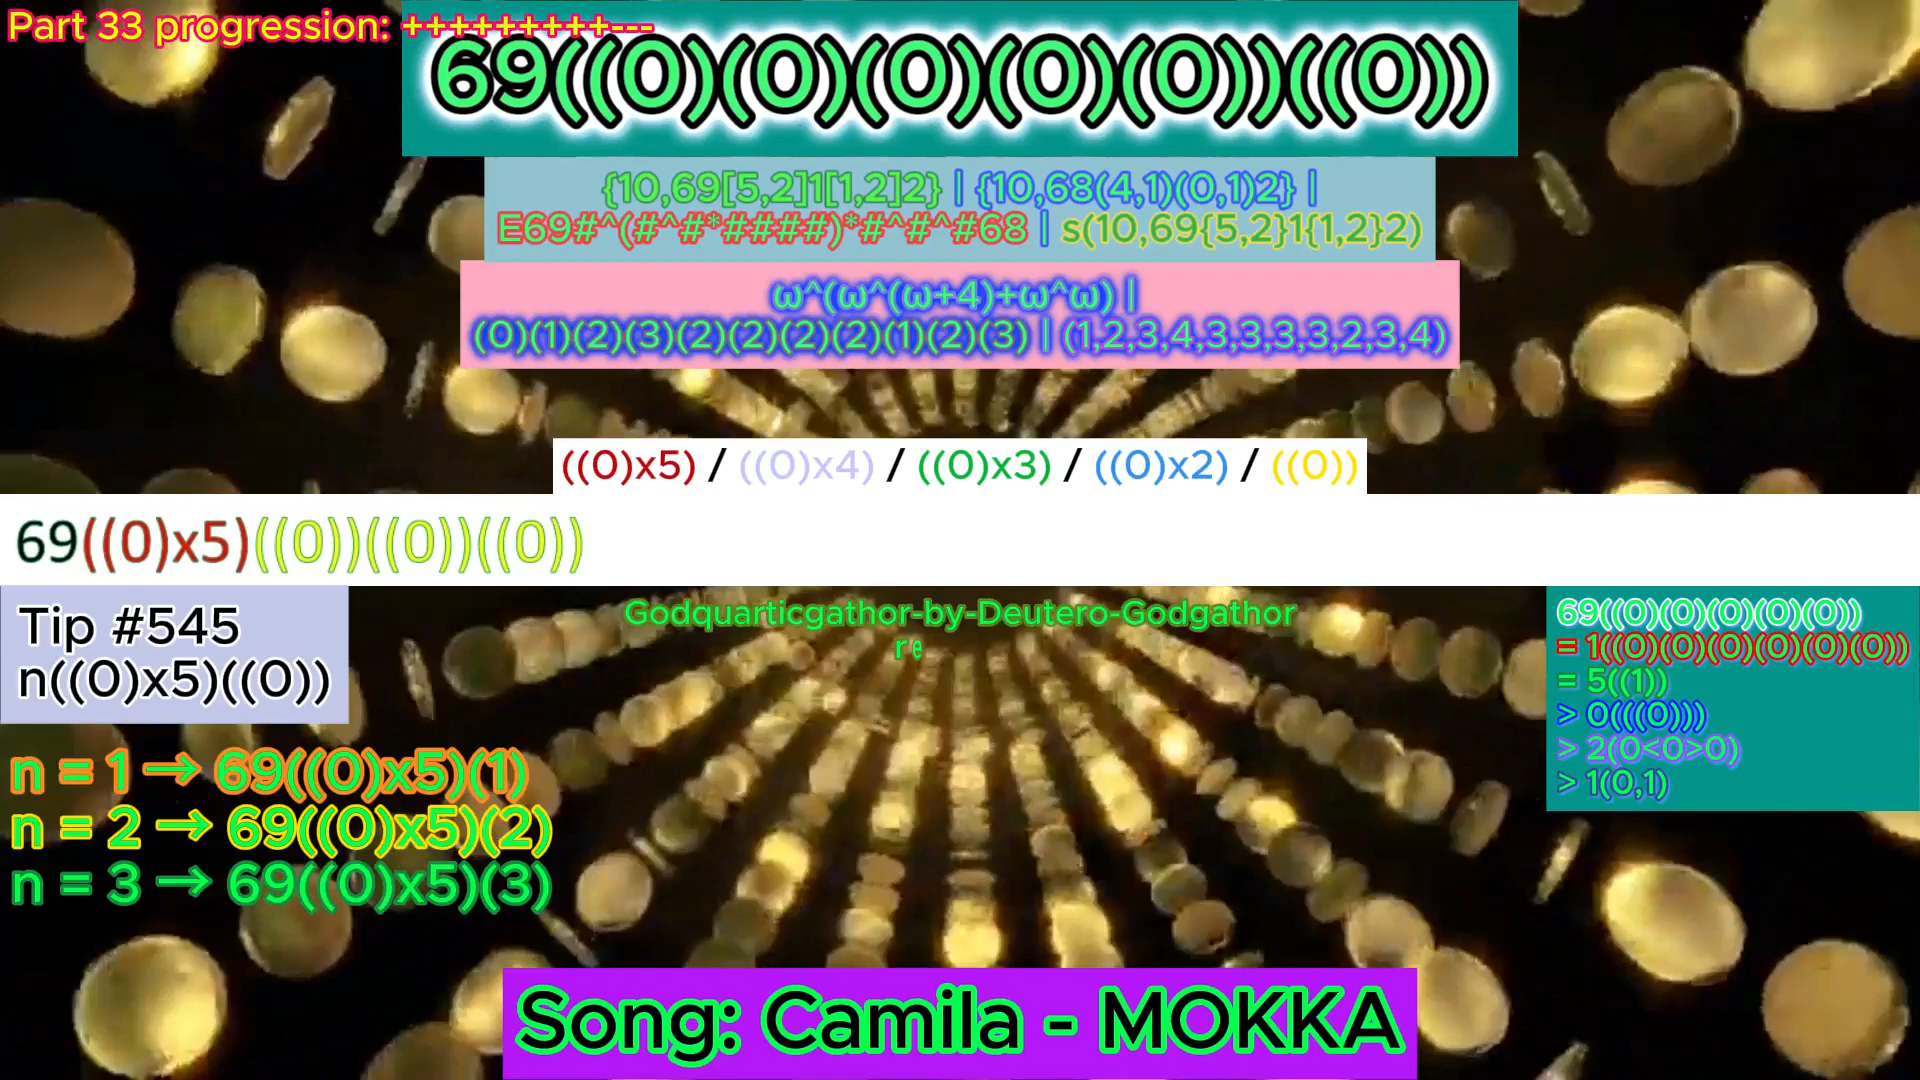 Part 33 progression: +++++++++---
69((0)(0)(0)(0)(0))((0))
{10,69[5,2]1[1,2]2} | {10,68(4,1)(0,1)2} |
E69#^(#^#*####)*#^#^#68 | s(10,69{5,2}1{1,2}2)
ω^(ω^(ω+4)+ω^ω) |
(0)(1)(2)(3)(2)(2)(2)(2)(1)(2)(3) | (1,2,3,4,3,3,3,3,2,3,4)
((0)x5) / ((0)x4) / ((0)x3) / ((0)x2) / ((0))
69((0)x5)((0))((0))((0))
Tip #545
n((0)x5)((0))
n = 1 → 69((0)x5)(1)
n = 2 → 69((0)x5)(2)
n = 3 → 69((0)x5)(3)
Godquarticgathor-by-Deutero-Godgathor
r e
69((0)(0)(0)(0)(0))
= 1((0)(0)(0)(0)(0)(0))
= 5((1))
> 0(((0)))
> 2(0<0>0)
> 1(0,1)
Song: Camila - MOKKA